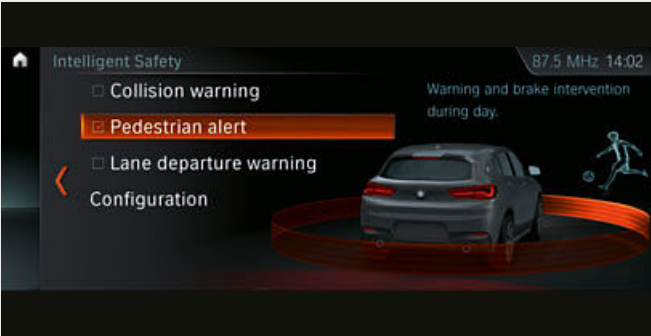 Intelligent Safety
87.5 MHz 14:02
Collision warning
Pedestrian alert
Lane departure warning
Configuration
Warning and brake intervention
during day.